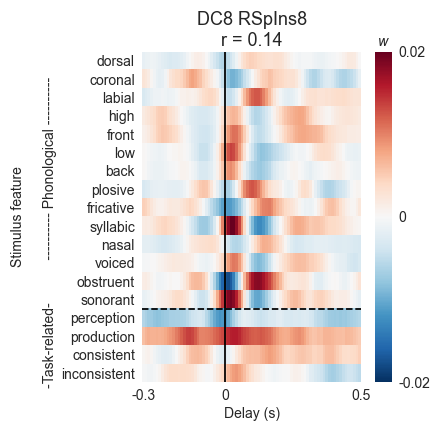 DC8 RSpIns8
r = 0.14
w
dorsal
coronal
labial
high
front
low
back
plosive
fricative
syllabic
nasal
voiced
obstruent
sonorant
perception
production
consistent
inconsistent
Stimulus feature
---------- Phonological ----------
-Task-related-
0.02
0
-0.02
-0.3
0
0.5
Delay (s)